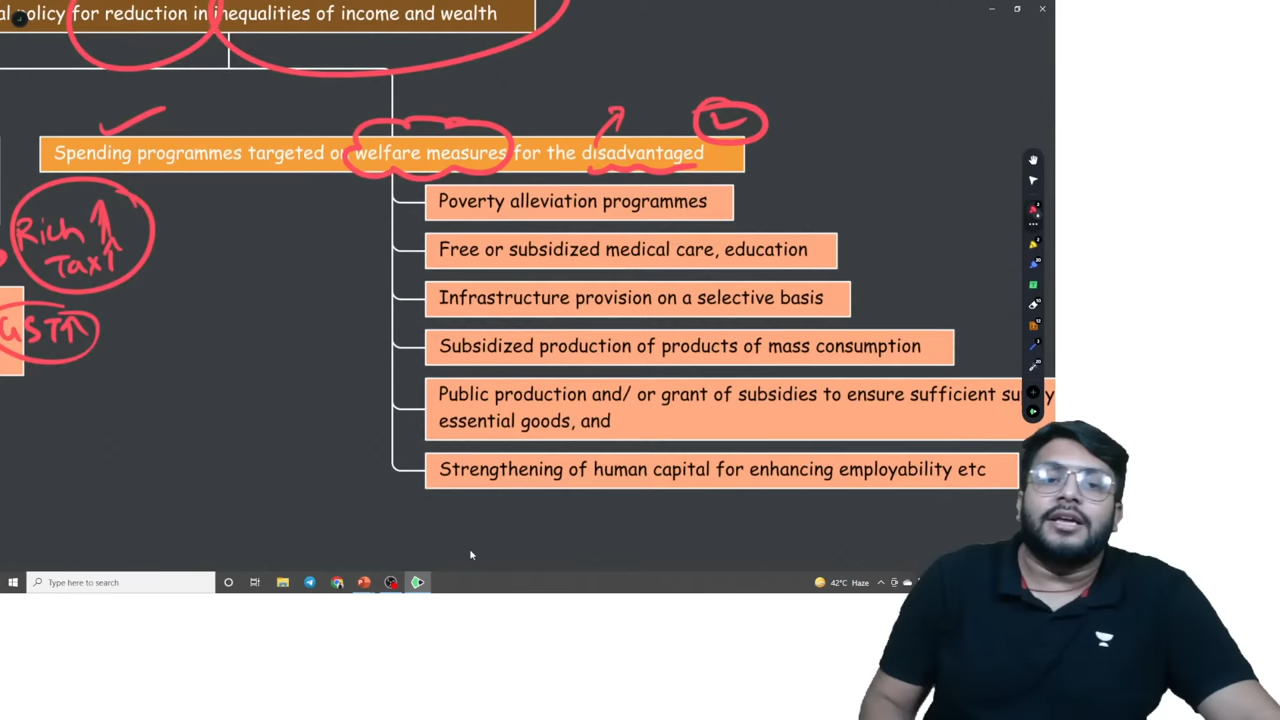 al policy for reduction in inequalities of income and wealth
Spending programmes targeted on welfare measures for the disadvantaged
Poverty alleviation programmes
Rich
Tax
Free or subsidized medical care, education
Infrastructure provision on a selective basis
GST
Subsidized production of products of mass consumption
Public production and/ or grant of subsidies to ensure sufficient
essential goods, and
Strengthening of human capital for enhancing employability etc
Type here to search
42°C Haze